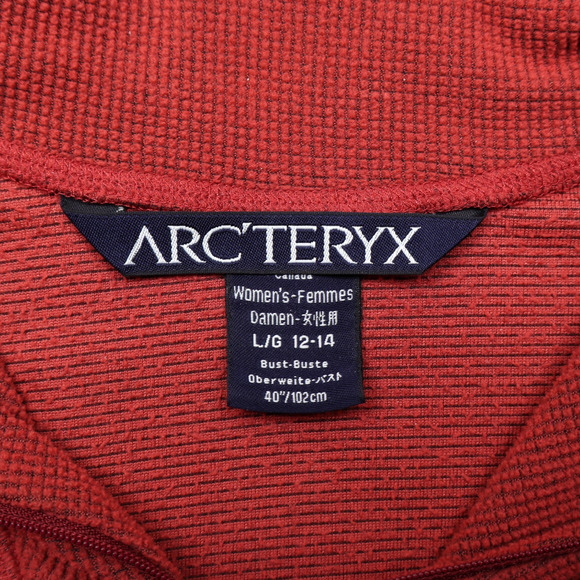 ARC'TERYX
Canada
Women's-Femmes
Damen-女性用
L/G 12-14
Bust-Buste
Oberweite-バスト
40"/102cm